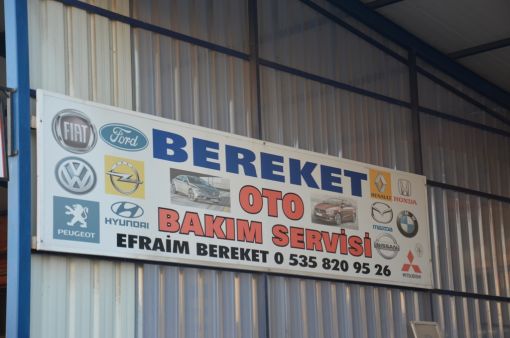 BEREKET
OTO
BAKIM SERVİSİ
EFRAİM BEREKET 0 535 820 95 26
FIAT
Ford
PEUGEOT
HYUNDAI
RENAULT
HONDA
mazda
NISSAN
MITSUBISHI